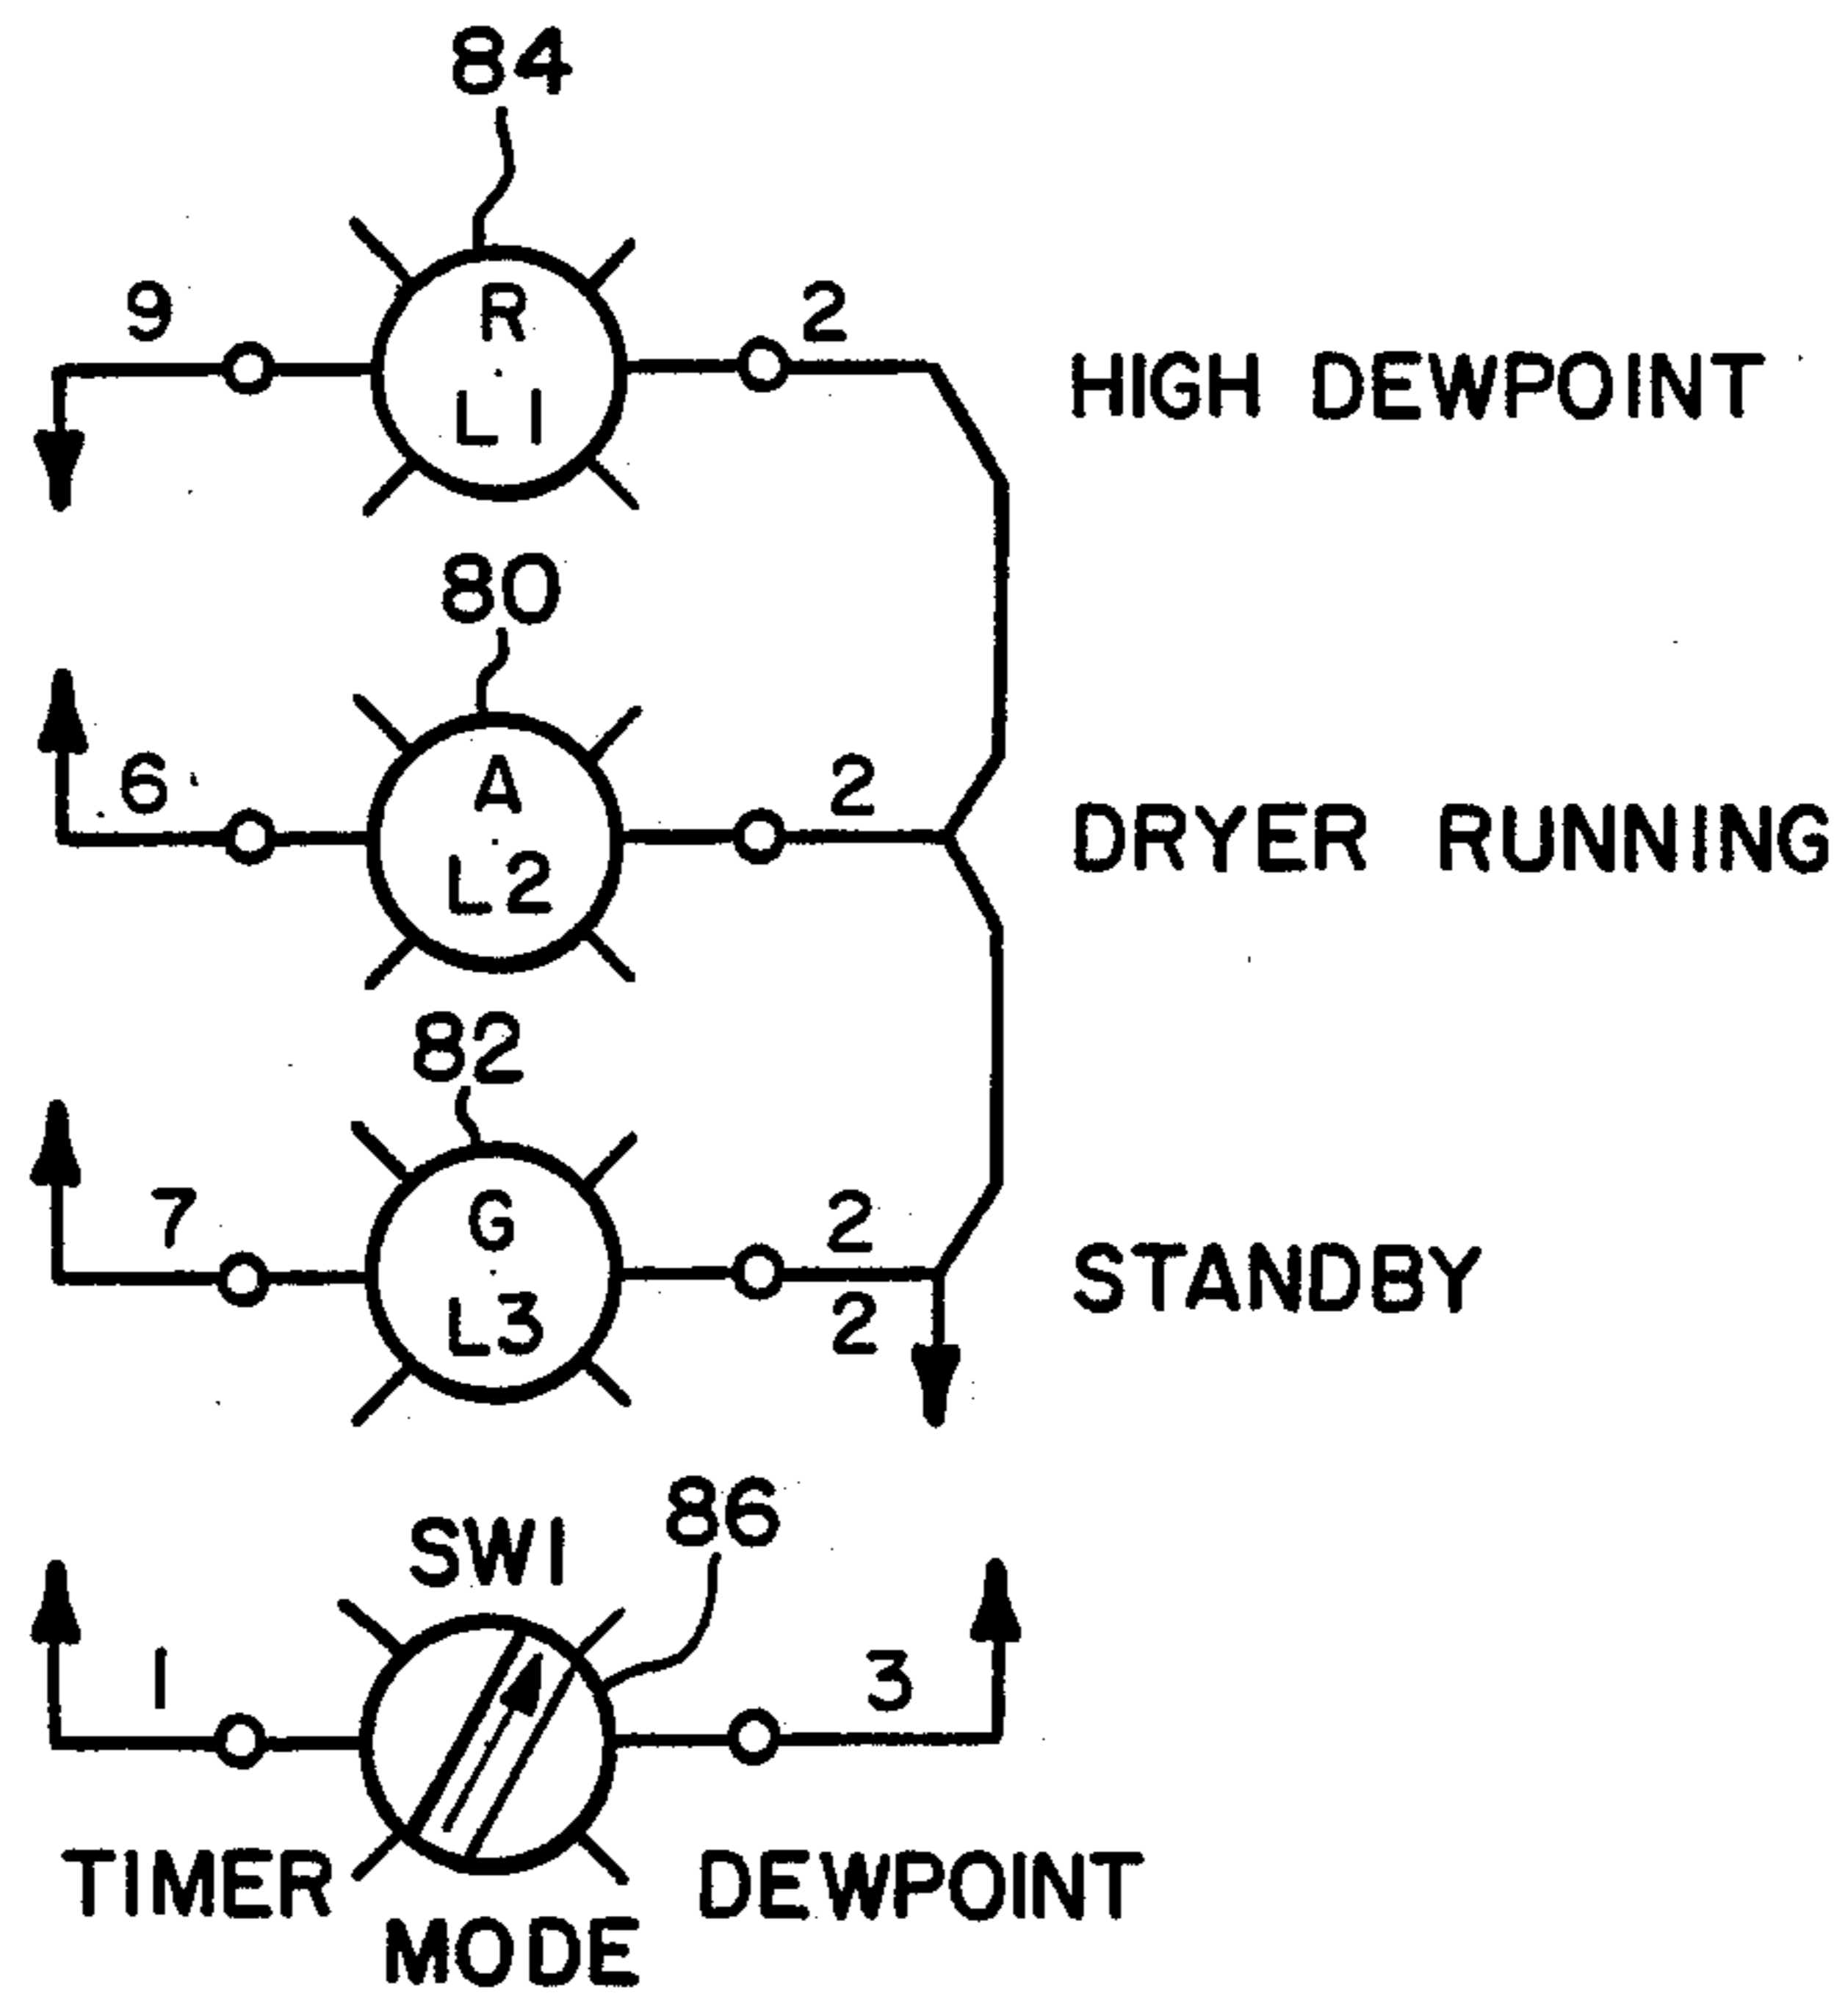 84
9
R
L1
2
HIGH DEWPOINT
80
6
A
L2
2
DRYER RUNNING
82
7
G
L3
2
2
STANDBY
SW1
86
1
3
TIMER
DEWPOINT
MODE